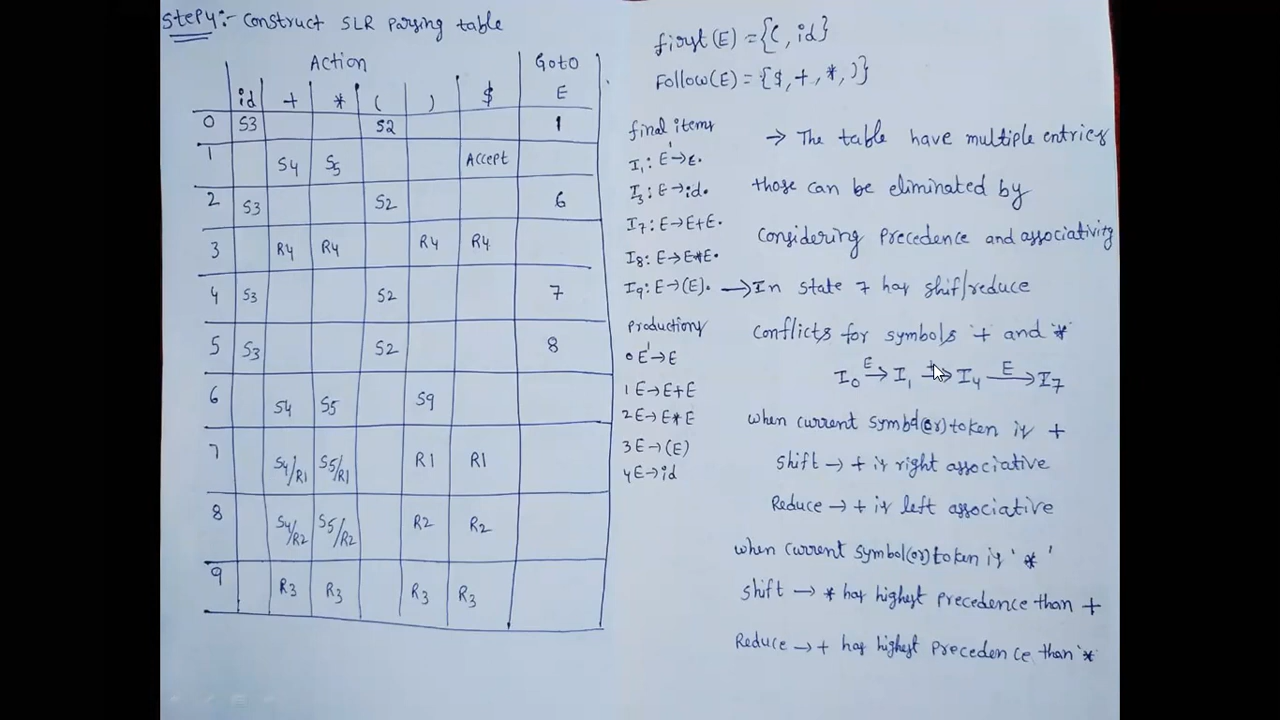 Step4:- Construct SLR Parsing table
Action Goto
id + * ( ) $ E
0 S3 S2 1
1 S4 S5 Accept
2 S3 S2 6
3 R4 R4 R4 R4
4 S3 S2 7
5 S3 S2 8
6 S4 S5 S9
7 S4/R1 S5/R1 R1 R1
8 S4/R2 S5/R2 R2 R2
9 R3 R3 R3 R3
final items
I1: E'→E.
I3: E→id.
I7: E→E+E.
I8: E→E*E.
I9: E→(E).
Productions
0 E'→E
1 E→E+E
2 E→E*E
3 E→(E)
4 E→id
first(E) = {(, id}
Follow(E) = {$, +, *, )}
→ The table have multiple entries
those can be eliminated by
Considering Precedence and associativity
→ In state 7 has shif/reduce
Conflicts for symbols + and *
I0 E→ I1 +→ I4 E→ I7
when current symbol(or) token is +
Shift → + is right associative
Reduce → + is left associative
when current symbol(or) token is '*'
Shift → * has highest precedence than +
Reduce → + has highest precedence than '*'